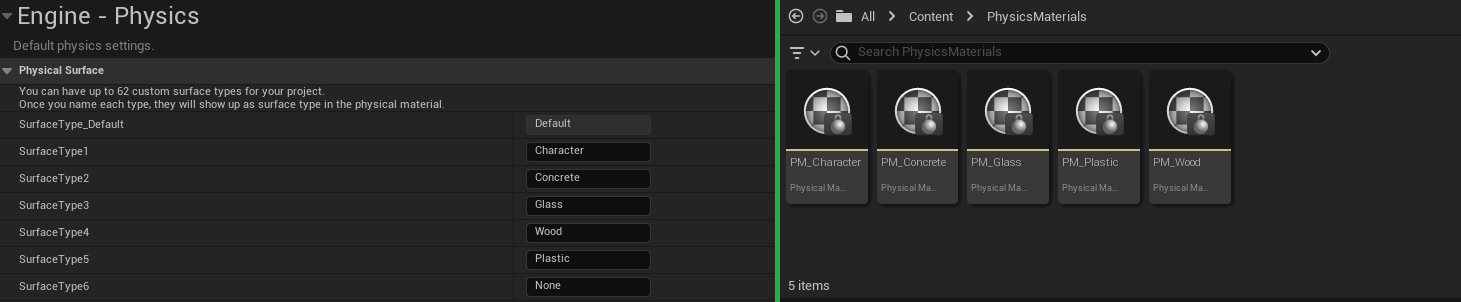 Engine - Physics
Default physics settings.
Physical Surface
You can have up to 62 custom surface types for your project.
Once you name each type, they will show up as surface type in the physical material.
SurfaceType_Default Default
SurfaceType1 Character
SurfaceType2 Concrete
SurfaceType3 Glass
SurfaceType4 Wood
SurfaceType5 Plastic
SurfaceType6 None
All Content PhysicsMaterials
Search PhysicsMaterials
PM_Character PM_Concrete PM_Glass PM_Plastic PM_Wood
Physical Ma... Physical Ma... Physical Ma... Physical Ma... Physical Ma...
5 items